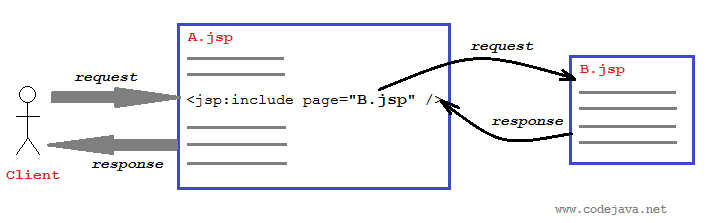 A.jsp
request
B.jsp
request
<jsp:include page="B.jsp" />
response
response
Client
www.codejava.net